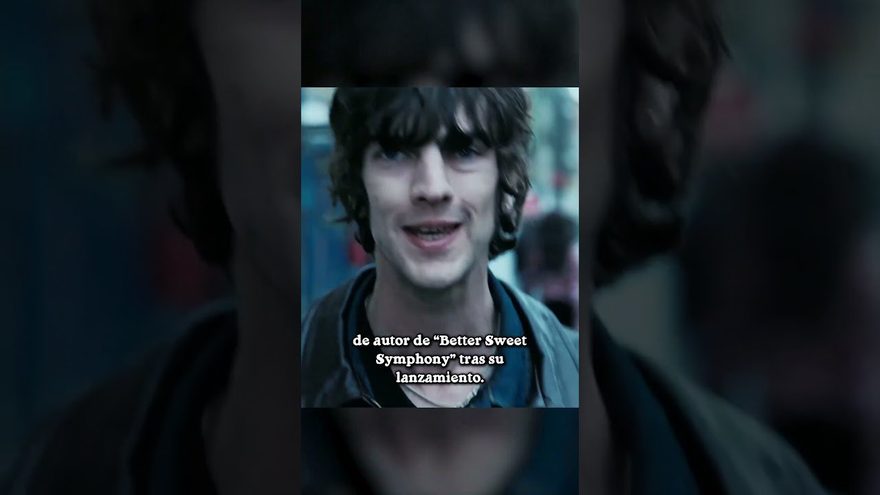 de autor de “Better Sweet
Symphony” tras su
lanzamiento.